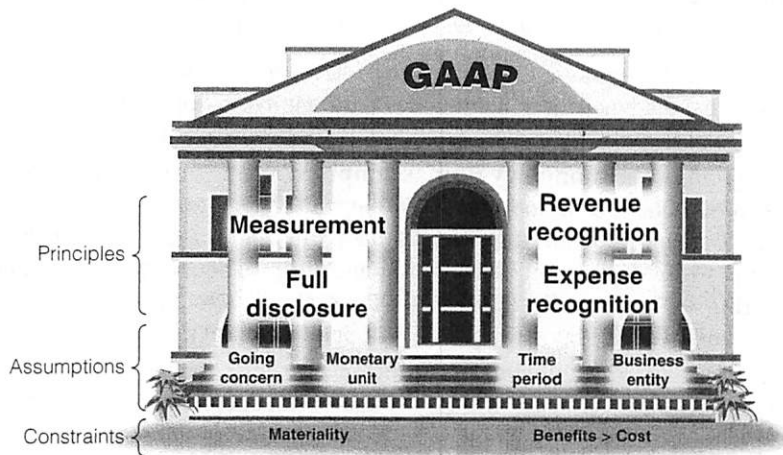 GAAP
Principles
Measurement
Full
disclosure
Revenue
recognition
Expense
recognition
Assumptions
Going
concern
Monetary
unit
Time
period
Business
entity
Constraints
Materiality
Benefits > Cost